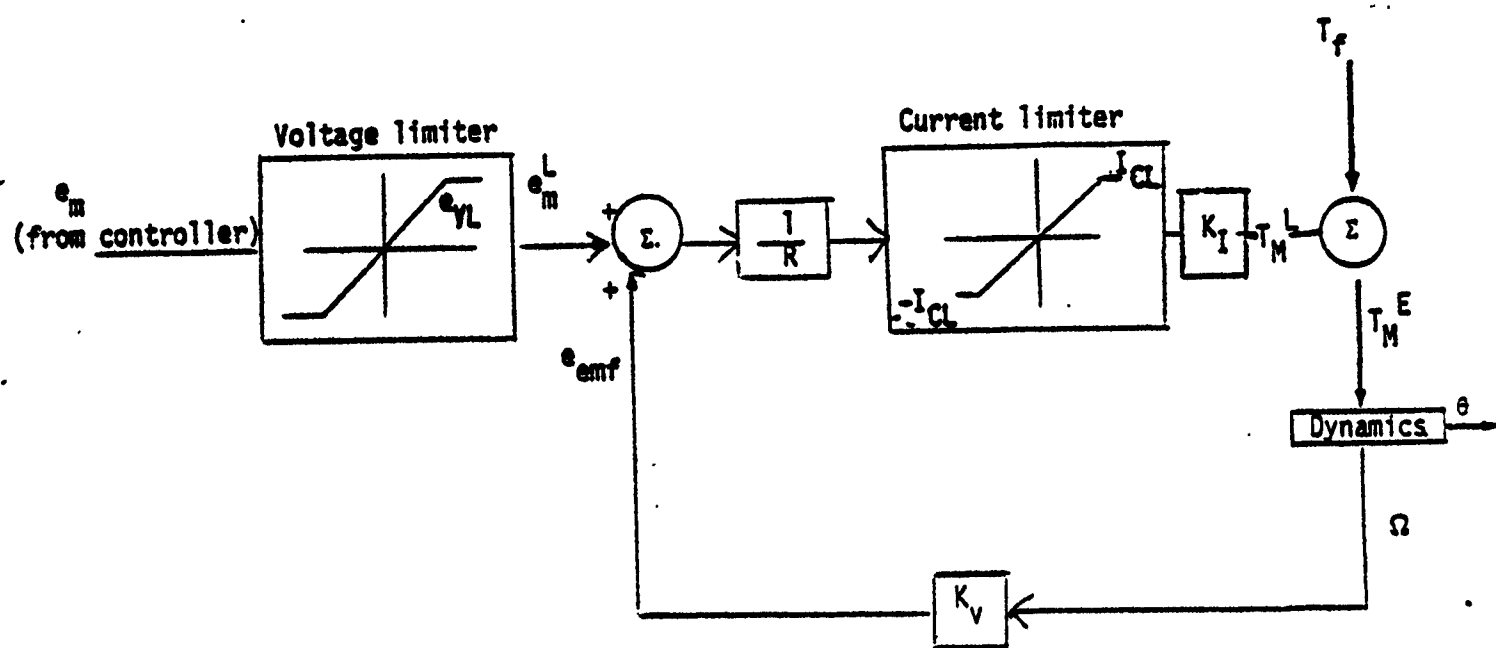 T_f
Voltage limiter
Current limiter
e_m
(from controller)
e_VL
e_m^L
+
Σ.
+
1
R
I_CL
-I_CL
K_I
T_M^L
Σ
T_M^E
e_emf
Dynamics
θ
Ω
K_V